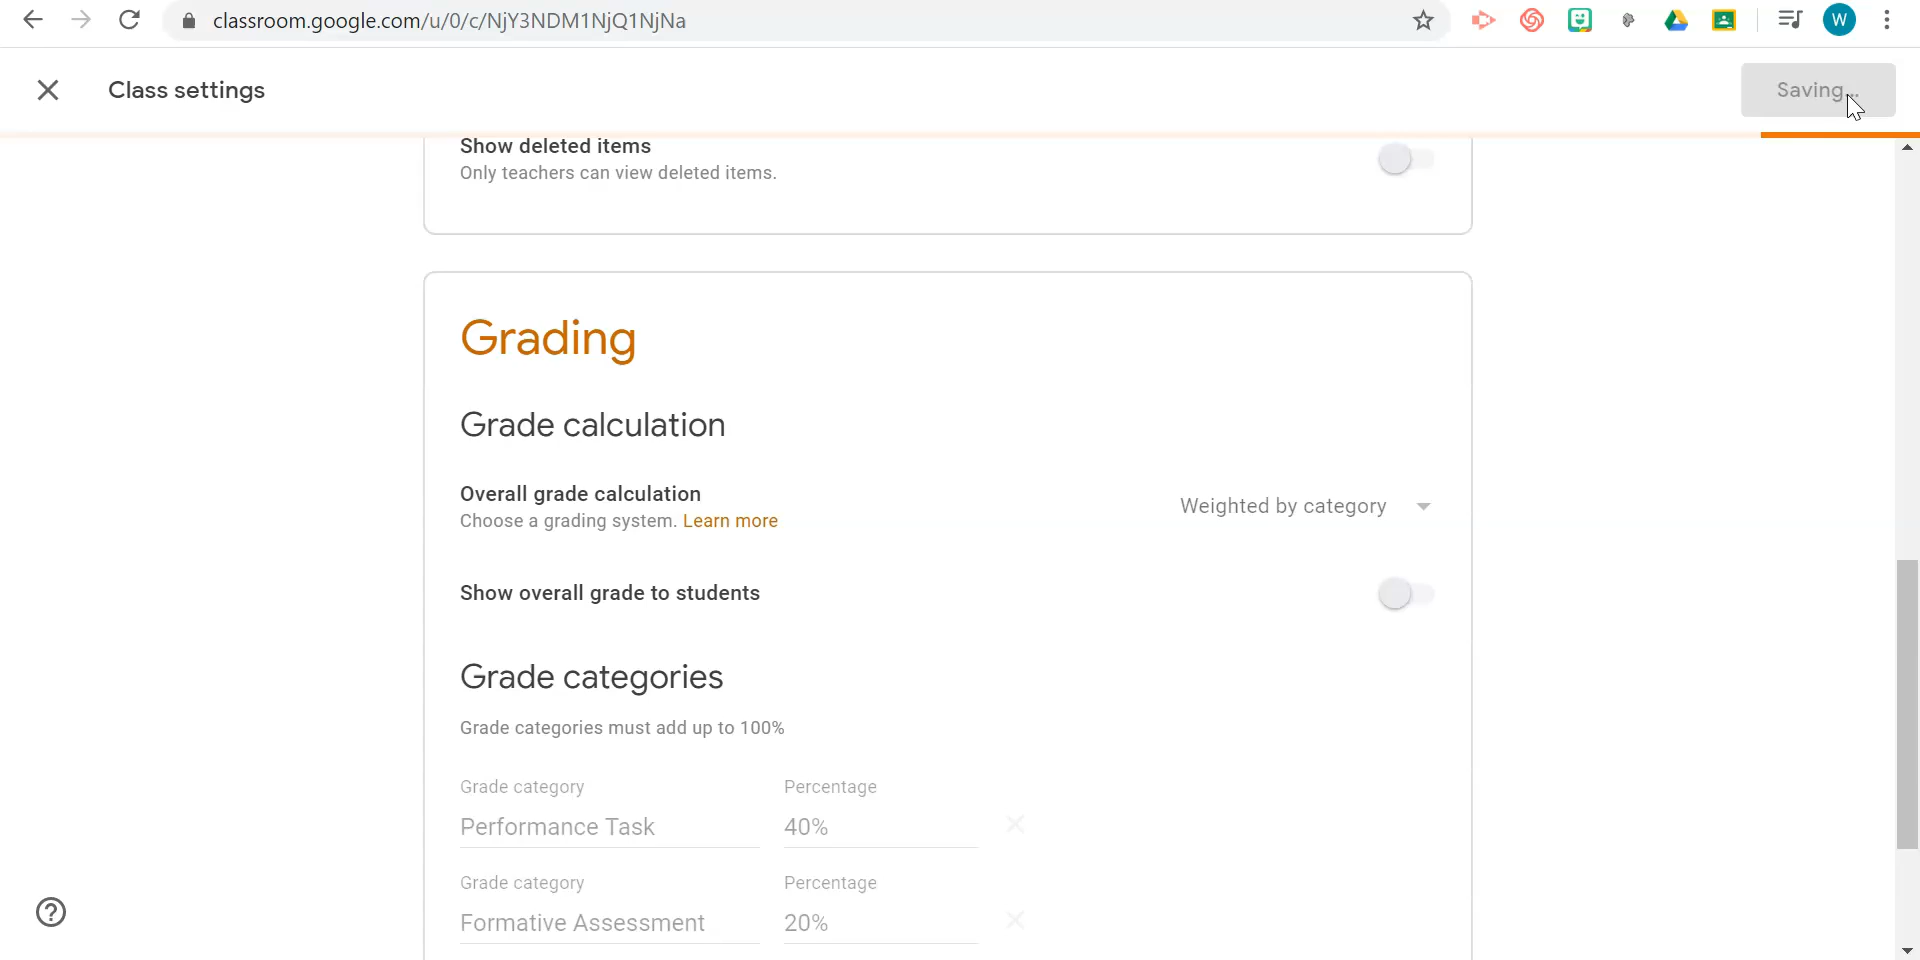 classroom.google.com/u/0/c/NjY3NDM1NjQ1NjNa
W
Class settings
Saving...
Show deleted items
Only teachers can view deleted items.
Grading
Grade calculation
Overall grade calculation
Choose a grading system. Learn more
Weighted by category
Show overall grade to students
Grade categories
Grade categories must add up to 100%
Grade category Percentage
Performance Task 40%
Grade category Percentage
Formative Assessment 20%